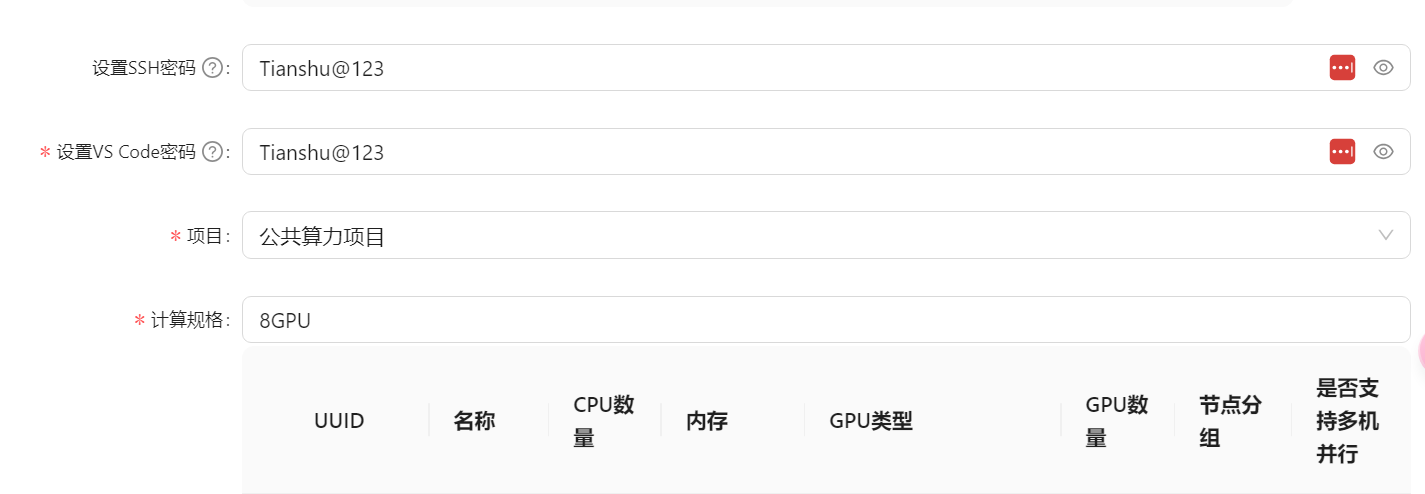 设置SSH密码 ?:
Tianshu@123
* 设置VS Code密码 ?:
Tianshu@123
* 项目:
公共算力项目
* 计算规格:
8GPU
UUID
名称
CPU数
量
内存
GPU类型
GPU数
量
节点分
组
是否支
持多机
并行